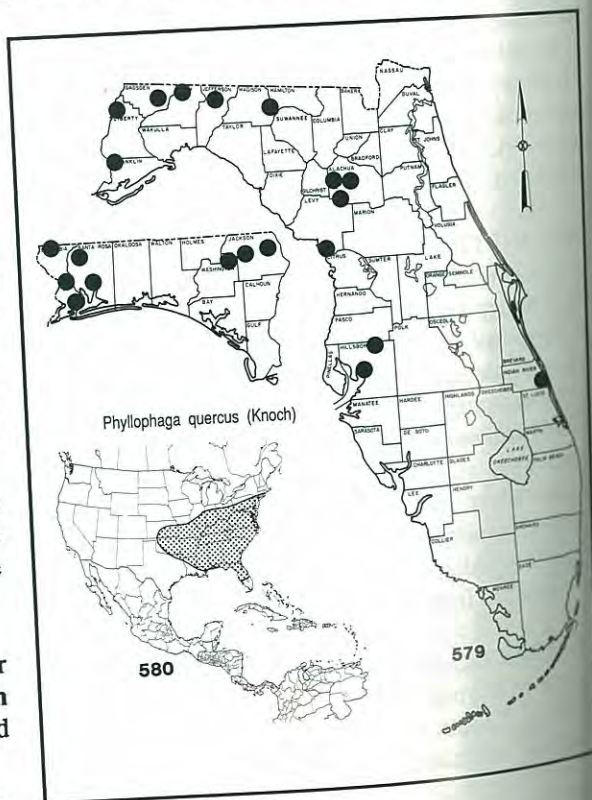 NASSAU
GADSDEN
JEFFERSON
MADISON
HAMILTON
BAKER
DUVAL
LIBERTY
WAKULLA
TAYLOR
SUWANNEE
COLUMBIA
UNION
CLAY
ST. JOHNS
LAFAYETTE
BRADFORD
DIXIE
ALACHUA
PUTNAM
GILCHRIST
FLAGLER
LEVY
MARION
VOLUSIA
SANTA ROSA
OKALOOSA
WALTON
HOLMES
JACKSON
WASHINGTON
BAY
CALHOUN
GULF
CITRUS
SUMTER
LAKE
HERNANDO
ORANGE
SEMINOLE
PASCO
POLK
OSCEOLA
BREVARD
PINELLAS
INDIAN RIVER
MANATEE
HARDEE
HIGHLANDS
OKEECHOBEE
ST. LUCIE
Phyllophaga quercus (Knoch)
SARASOTA
DE SOTO
MARTIN
CHARLOTTE
GLADES
LAKE
OKEECHOBEE
PALM BEACH
LEE
HENDRY
COLLIER
BROWARD
DADE
MONROE
579
580